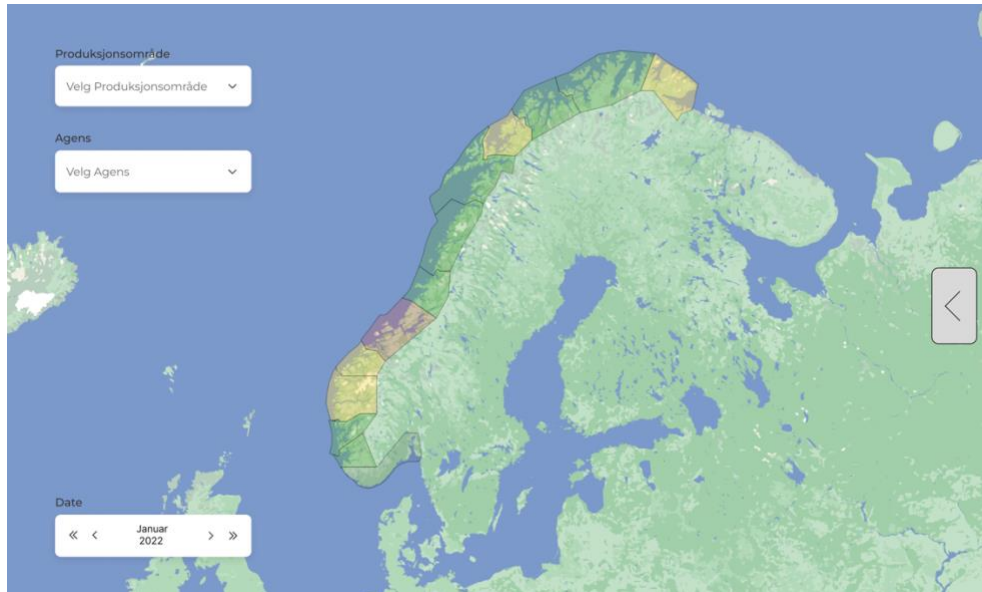 Produksjonsområde
Velg Produksjonsområde
Agens
Velg Agens
Date
« <
Januar
2022
> »